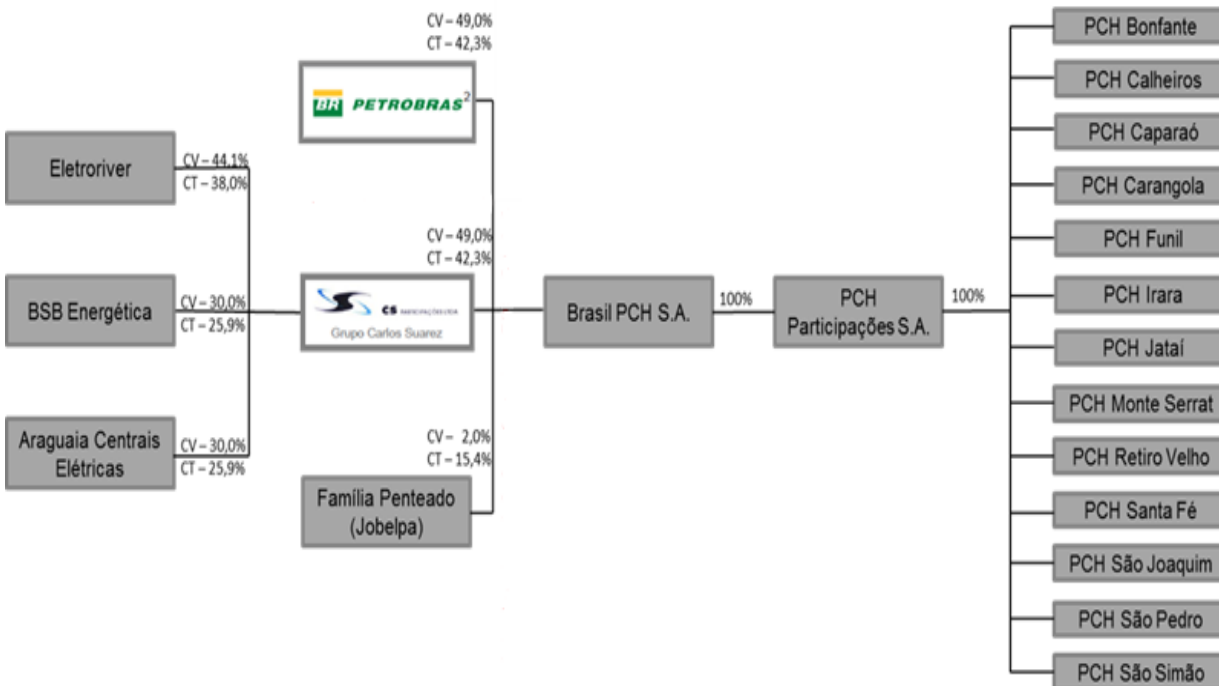 CV – 49,0%
CT – 42,3%
BR PETROBRAS²
Eletroriver
CV – 44,1%
CT – 38,0%
BSB Energética
CV – 30,0%
CT – 25,9%
Araguaia Centrais
Elétricas
CV – 30,0%
CT – 25,9%
CV – 49,0%
CT – 42,3%
CS PARTICIPAÇÕES LTDA
Grupo Carlos Suarez
CV – 2,0%
CT – 15,4%
Família Penteado
(Jobelpa)
Brasil PCH S.A.
100%
PCH
Participações S.A.
100%
PCH Bonfante
PCH Calheiros
PCH Caparaó
PCH Carangola
PCH Funil
PCH Irara
PCH Jataí
PCH Monte Serrat
PCH Retiro Velho
PCH Santa Fé
PCH São Joaquim
PCH São Pedro
PCH São Simão